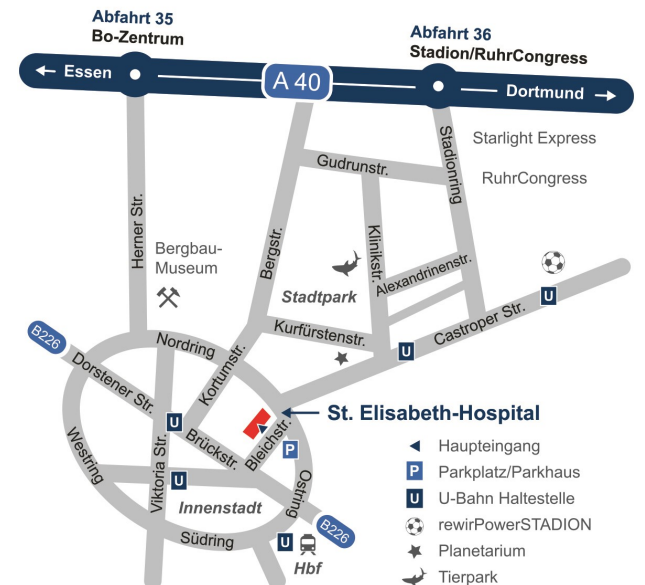 Abfahrt 35
Bo-Zentrum
Abfahrt 36
Stadion/RuhrCongress
← Essen
A 40
Dortmund →
Starlight Express
RuhrCongress
Gudrunstr.
Stadionring
Herner Str.
Bergstr.
Klinikstr.
Bergbau-
Museum
Alexandrinenstr.
Stadtpark
U
Castroper Str.
Kurfürstenstr.
U
B226
Nordring
Dorstener Str.
Kortumstr.
St. Elisabeth-Hospital
U
Brückstr.
Bleichstr.
P
Westring
Viktoria Str.
U
Ostring
Innenstadt
B226
Südring
U
Hbf
Haupteingang
P Parkplatz/Parkhaus
U U-Bahn Haltestelle
rewirPowerSTADION
Planetarium
Tierpark